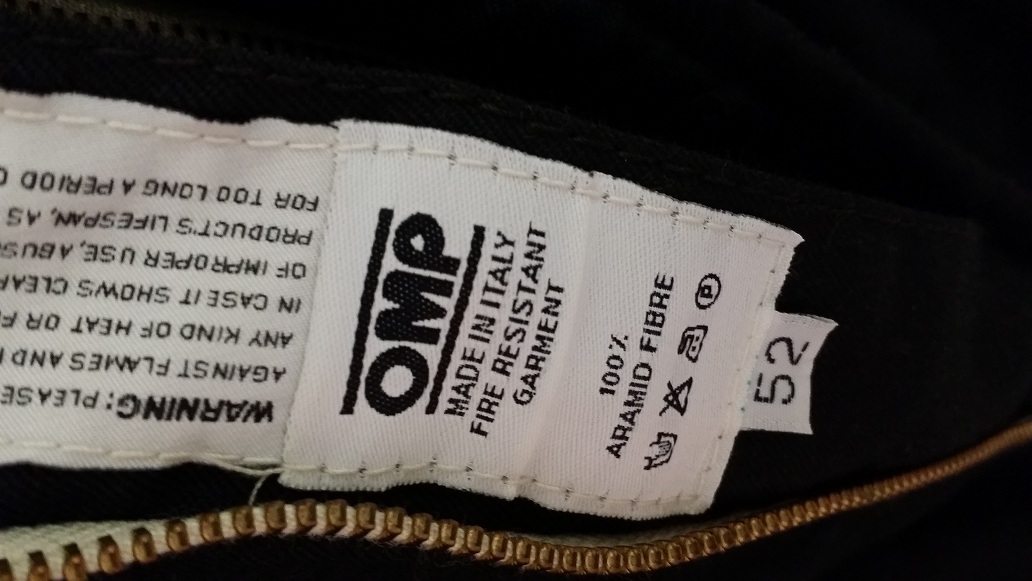 WARNING: PLEASE
AGAINST FLAMES AND
ANY KIND OF HEAT OR
IN CASE IT SHOWS CLEAR
OF IMPROPER USE,
PRODUCT'S LIFESPAN, AS
FOR TOO LONG A PERIOD
OMP
MADE IN ITALY
FIRE RESISTANT
GARMENT
100%
ARAMID FIBRE
P
52